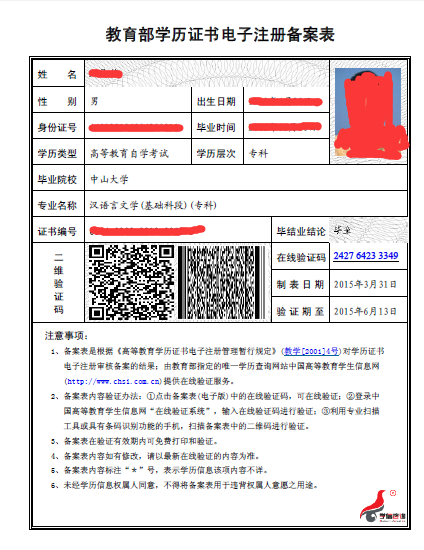 教育部学历证书电子注册备案表
姓 名
性 别 男 出生日期
身份证号 毕业时间
学历类型 高等教育自学考试 学历层次 专科
毕业院校 中山大学
专业名称 汉语言文学(基础科段)(专科)
证书编号 毕结业结论 毕业
二维验证码
在线验证码 2427 6423 3349
制表日期 2015年3月31日
验证期至 2015年6月13日
注意事项:
1、备案表是根据《高等教育学历证书电子注册管理暂行规定》(教学[2001]4号)对学历证书
电子注册审核备案的结果;由教育部指定的唯一学历查询网站中国高等教育学生信息网
(http://www.chsi.com.cn)提供在线验证服务。
2、备案表内容验证办法:①点击备案表(电子版)中的在线验证码,可在线验证;②登录中
国高等教育学生信息网“在线验证系统”,输入在线验证码进行验证;③利用专业扫描
工具或具有条码识别功能的手机,扫描备案表中的二维码进行验证。
3、备案表在验证有效期内可免费打印和验证。
4、备案表内容如有修改,请以最新在线验证的内容为准。
5、备案表内容标注“*”号,表示学历信息该项内容不详。
6、未经学历信息权属人同意,不得将备案表用于违背权属人意愿之用途。
学信咨询